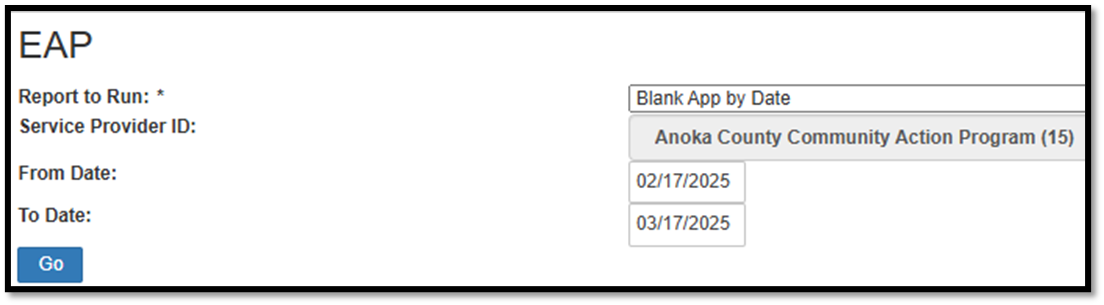 EAP
Report to Run: * Blank App by Date
Service Provider ID: Anoka County Community Action Program (15)
From Date: 02/17/2025
To Date: 03/17/2025
Go